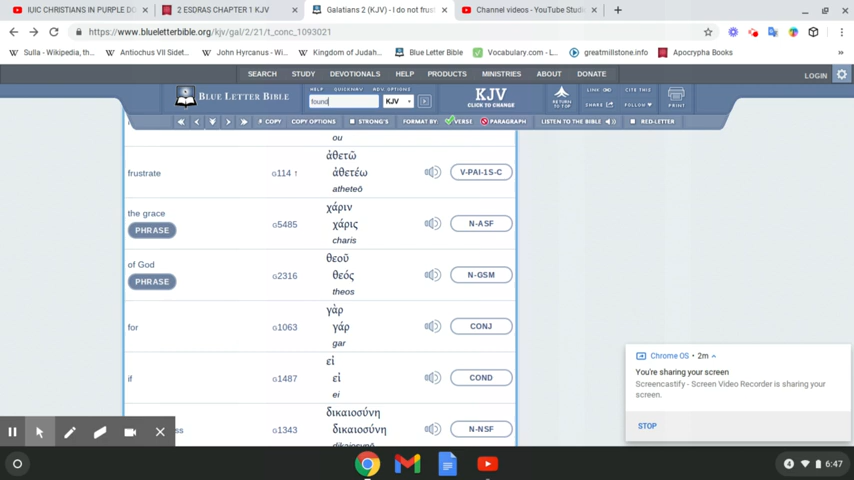 IUIC CHRISTIANS IN PURPLE DO
2 ESDRAS CHAPTER 1 KJV
Galatians 2 (KJV) - I do not frus
Channel videos - YouTube Stud
https://www.blueletterbible.org/kjv/gal/2/21/t_conc_1093021
Sulla - Wikipedia, th...
Antiochus VII Sidet...
John Hyrcanus - Wi...
Kingdom of Judah...
Blue Letter Bible
Vocabulary.com - L...
greatmillstone.info
Apocrypha Books
»
SEARCH STUDY DEVOTIONALS HELP PRODUCTS MINISTRIES ABOUT DONATE
LOGIN
BLUE LETTER BIBLE
HELP QUICKNAV ADV OPTIONS
found
KJV
KJV
CLICK TO CHANGE
RETURN TO TOP
LINK
SHARE
CITE THIS
FOLLOW
PRINT
COPY COPY OPTIONS STRONG'S FORMAT BY VERSE PARAGRAPH LISTEN TO THE BIBLE RED-LETTER
ou
frustrate
G114
ἀθετῶ
ἀθετέω
atheteō
V-PAI-1S-C
the grace
PHRASE
G5485
χάριν
χάρις
charis
N-ASF
of God
PHRASE
G2316
θεοῦ
θεός
theos
N-GSM
for
G1063
γὰρ
γάρ
gar
CONJ
if
G1487
εἰ
εἰ
ei
COND
ss
G1343
δικαιοσύνη
δικαιοσύνη
dikaiosynē
N-NSF
Chrome OS • 2m
You're sharing your screen
Screencastify - Screen Video Recorder is sharing your
screen.
STOP
4
6:47